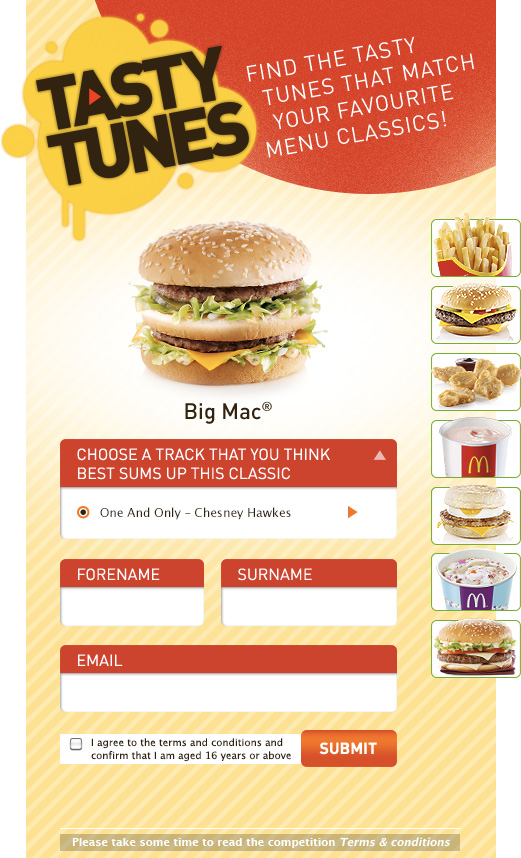 TASTY
TUNES
FIND THE TASTY
TUNES THAT MATCH
YOUR FAVOURITE
MENU CLASSICS!
Big Mac®
CHOOSE A TRACK THAT YOU THINK
BEST SUMS UP THIS CLASSIC
One And Only – Chesney Hawkes
FORENAME
SURNAME
EMAIL
I agree to the terms and conditions and
confirm that I am aged 16 years or above
SUBMIT
Please take some time to read the competition Terms & conditions